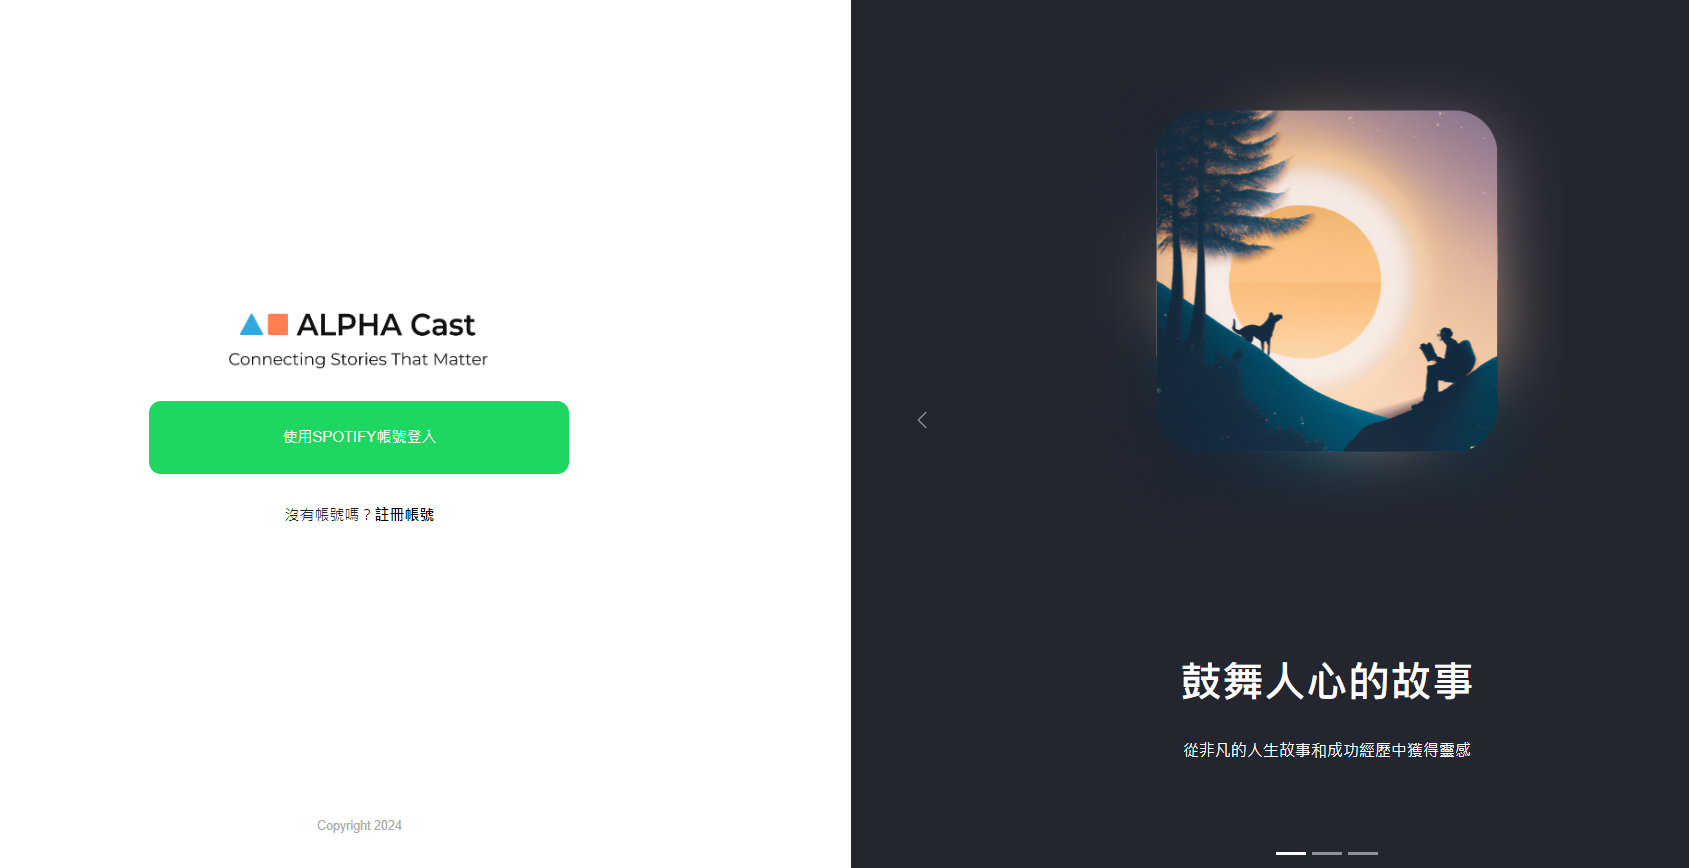 ALPHA Cast
Connecting Stories That Matter
使用SPOTIFY帳號登入
沒有帳號嗎？註冊帳號
Copyright 2024
鼓舞人心的故事
從非凡的人生故事和成功經歷中獲得靈感